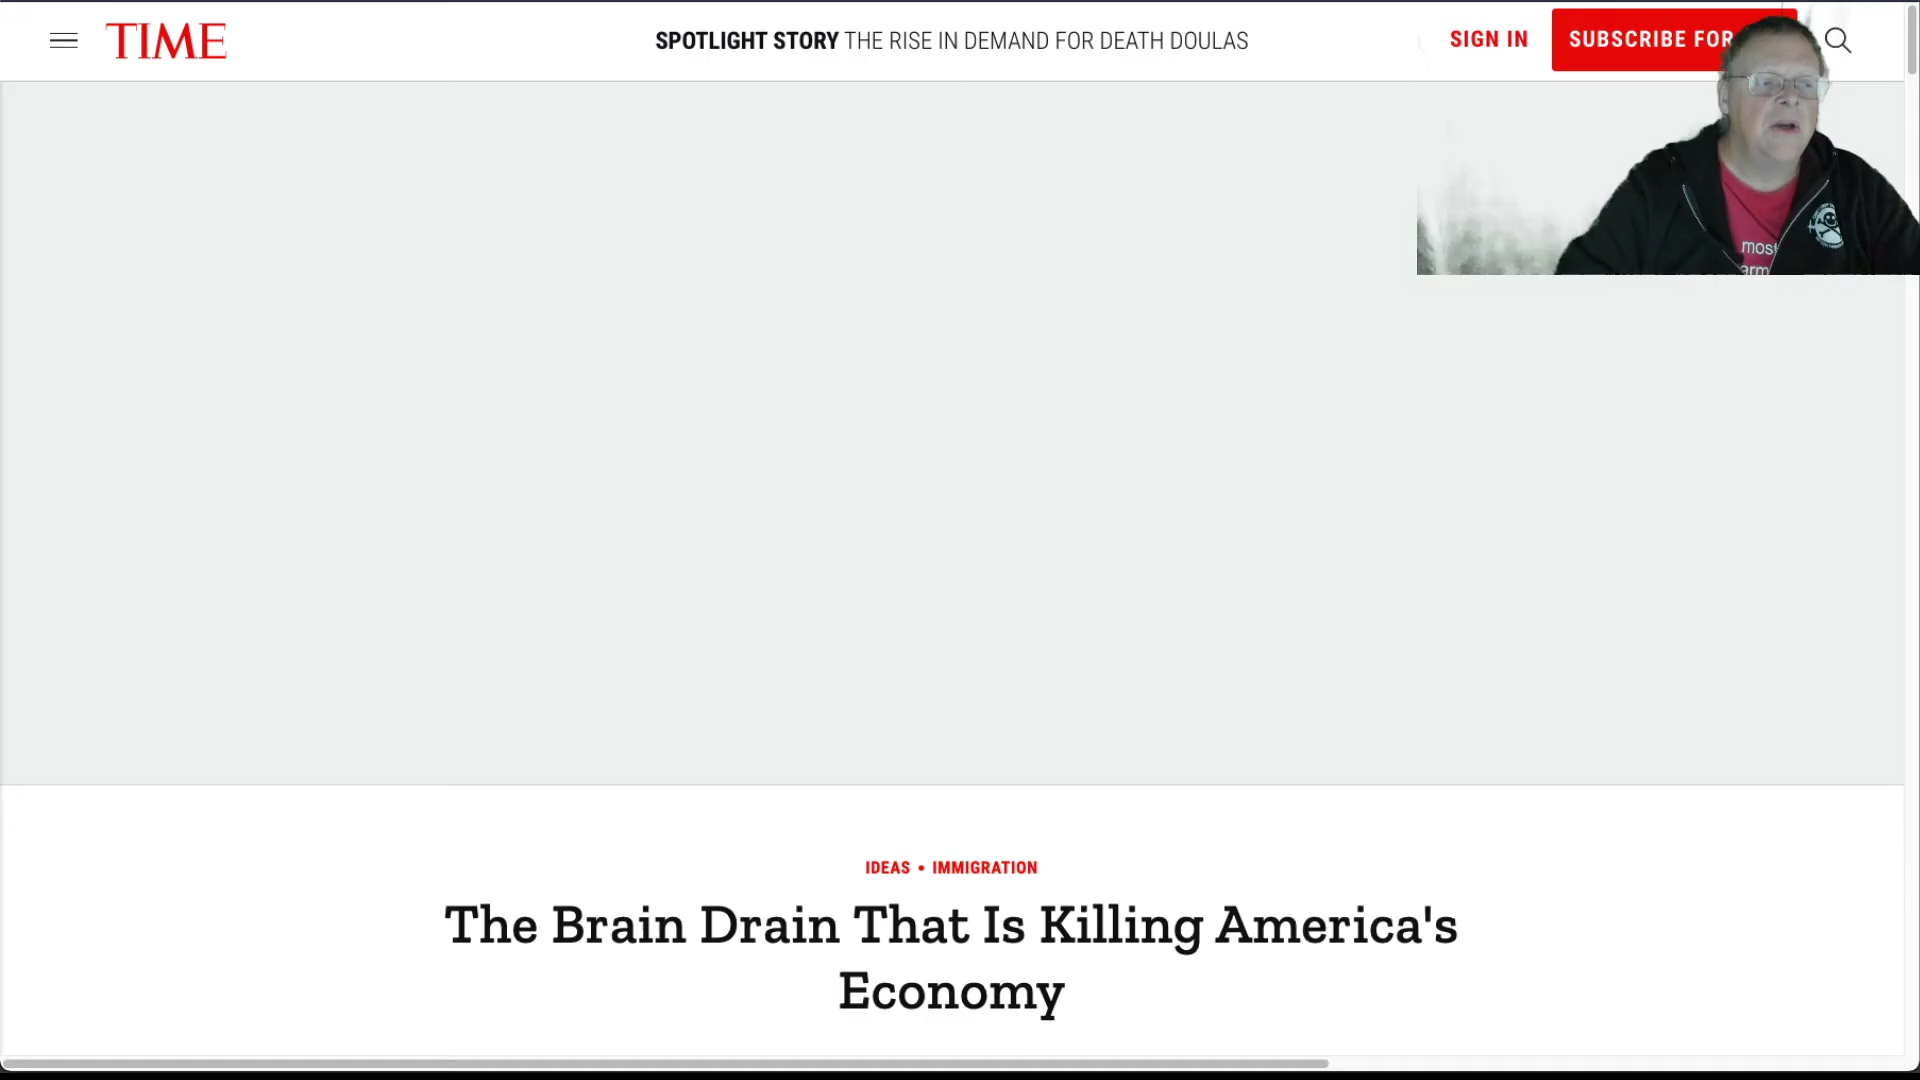 TIME
SPOTLIGHT STORY THE RISE IN DEMAND FOR DEATH DOULAS
SIGN IN
SUBSCRIBE FOR
most
IDEAS • IMMIGRATION
The Brain Drain That Is Killing America's
Economy